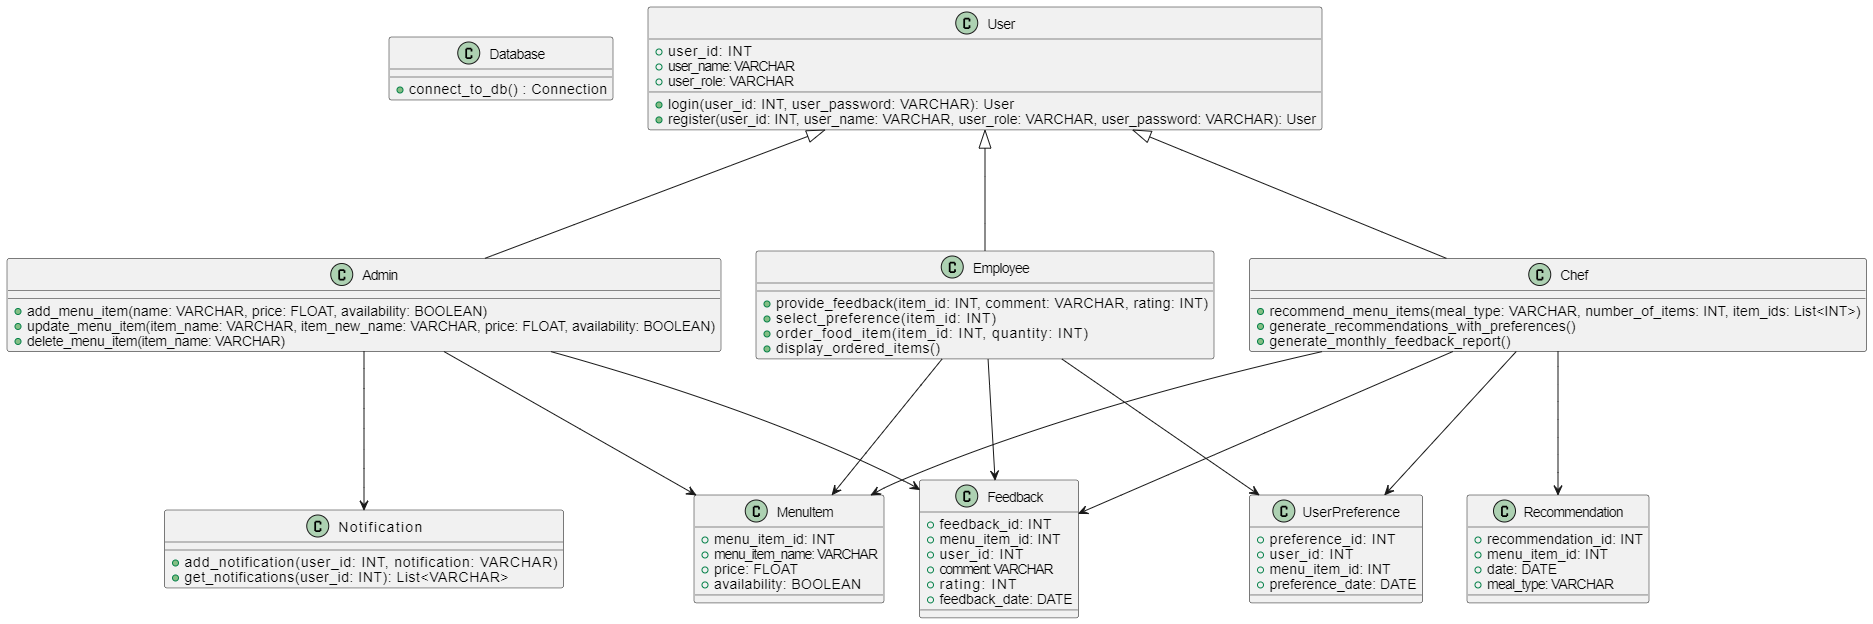 C Database
connect_to_db() : Connection
C User
user_id: INT
user_name: VARCHAR
user_role: VARCHAR
login(user_id: INT, user_password: VARCHAR): User
register(user_id: INT, user_name: VARCHAR, user_role: VARCHAR, user_password: VARCHAR): User
C Admin
add_menu_item(name: VARCHAR, price: FLOAT, availability: BOOLEAN)
update_menu_item(item_name: VARCHAR, item_new_name: VARCHAR, price: FLOAT, availability: BOOLEAN)
delete_menu_item(item_name: VARCHAR)
C Employee
provide_feedback(item_id: INT, comment: VARCHAR, rating: INT)
select_preference(item_id: INT)
order_food_item(item_id: INT, quantity: INT)
display_ordered_items()
C Chef
recommend_menu_items(meal_type: VARCHAR, number_of_items: INT, item_ids: List<INT>)
generate_recommendations_with_preferences()
generate_monthly_feedback_report()
C Notification
add_notification(user_id: INT, notification: VARCHAR)
get_notifications(user_id: INT): List<VARCHAR>
C MenuItem
menu_item_id: INT
menu_item_name: VARCHAR
price: FLOAT
availability: BOOLEAN
C Feedback
feedback_id: INT
menu_item_id: INT
user_id: INT
comment: VARCHAR
rating: INT
feedback_date: DATE
C UserPreference
preference_id: INT
user_id: INT
menu_item_id: INT
preference_date: DATE
C Recommendation
recommendation_id: INT
menu_item_id: INT
date: DATE
meal_type: VARCHAR